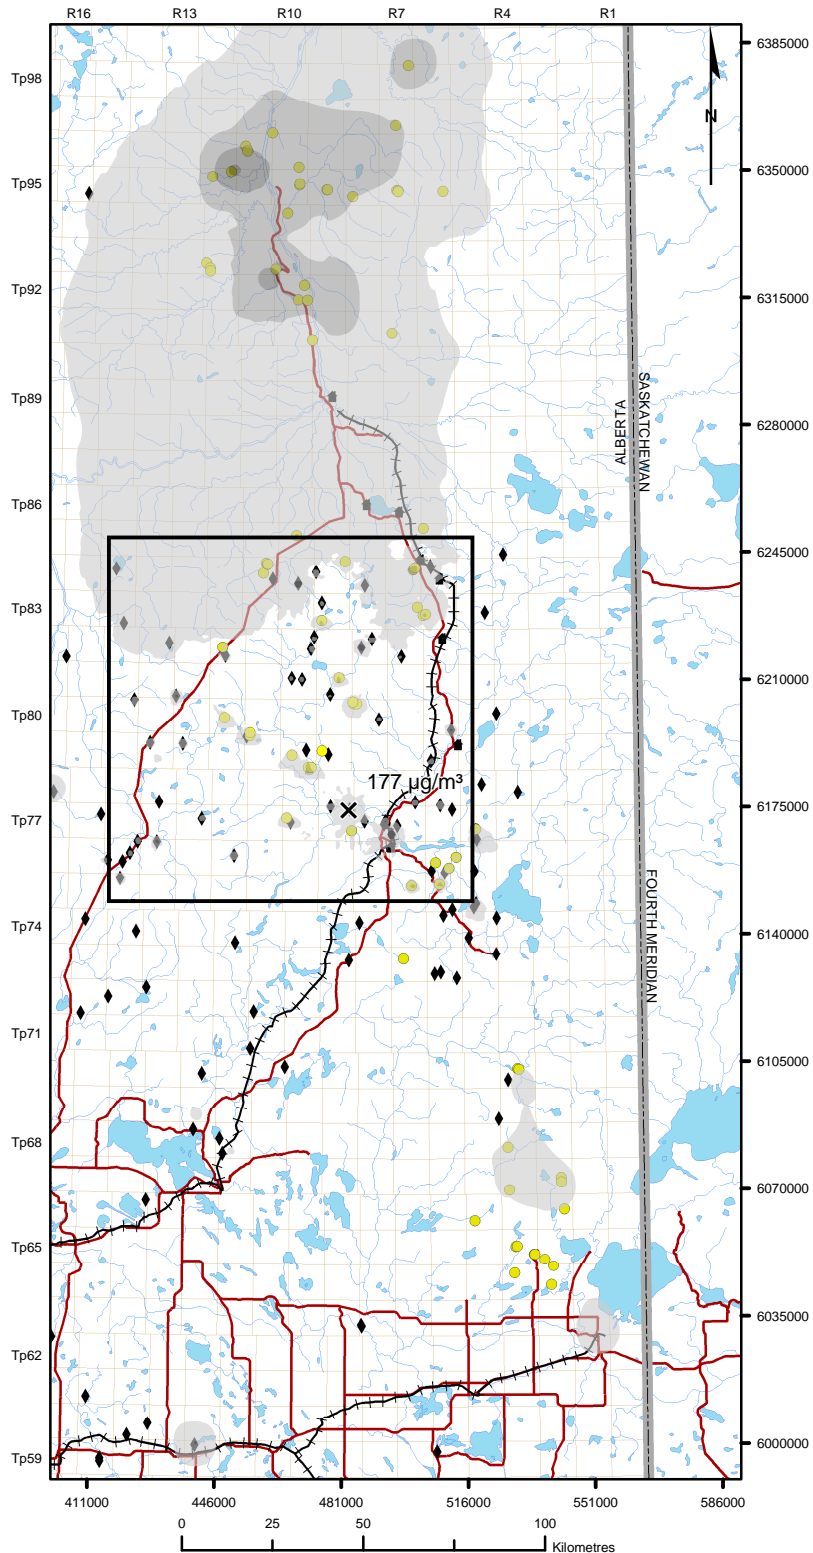 R16 R13 R10 R7 R4 R1
6385000
Tp98
N
6350000
Tp95
6315000
Tp92
Tp89
SASKATCHEWAN
ALBERTA
6280000
Tp86
6245000
Tp83
6210000
Tp80
177 µg/m³
6175000
Tp77
FOURTH MERIDIAN
Tp74
6140000
Tp71
6105000
Tp68
6070000
Tp65
6035000
Tp62
6000000
Tp59
411000 446000 481000 516000 551000 586000
0 25 50 100
Kilometres